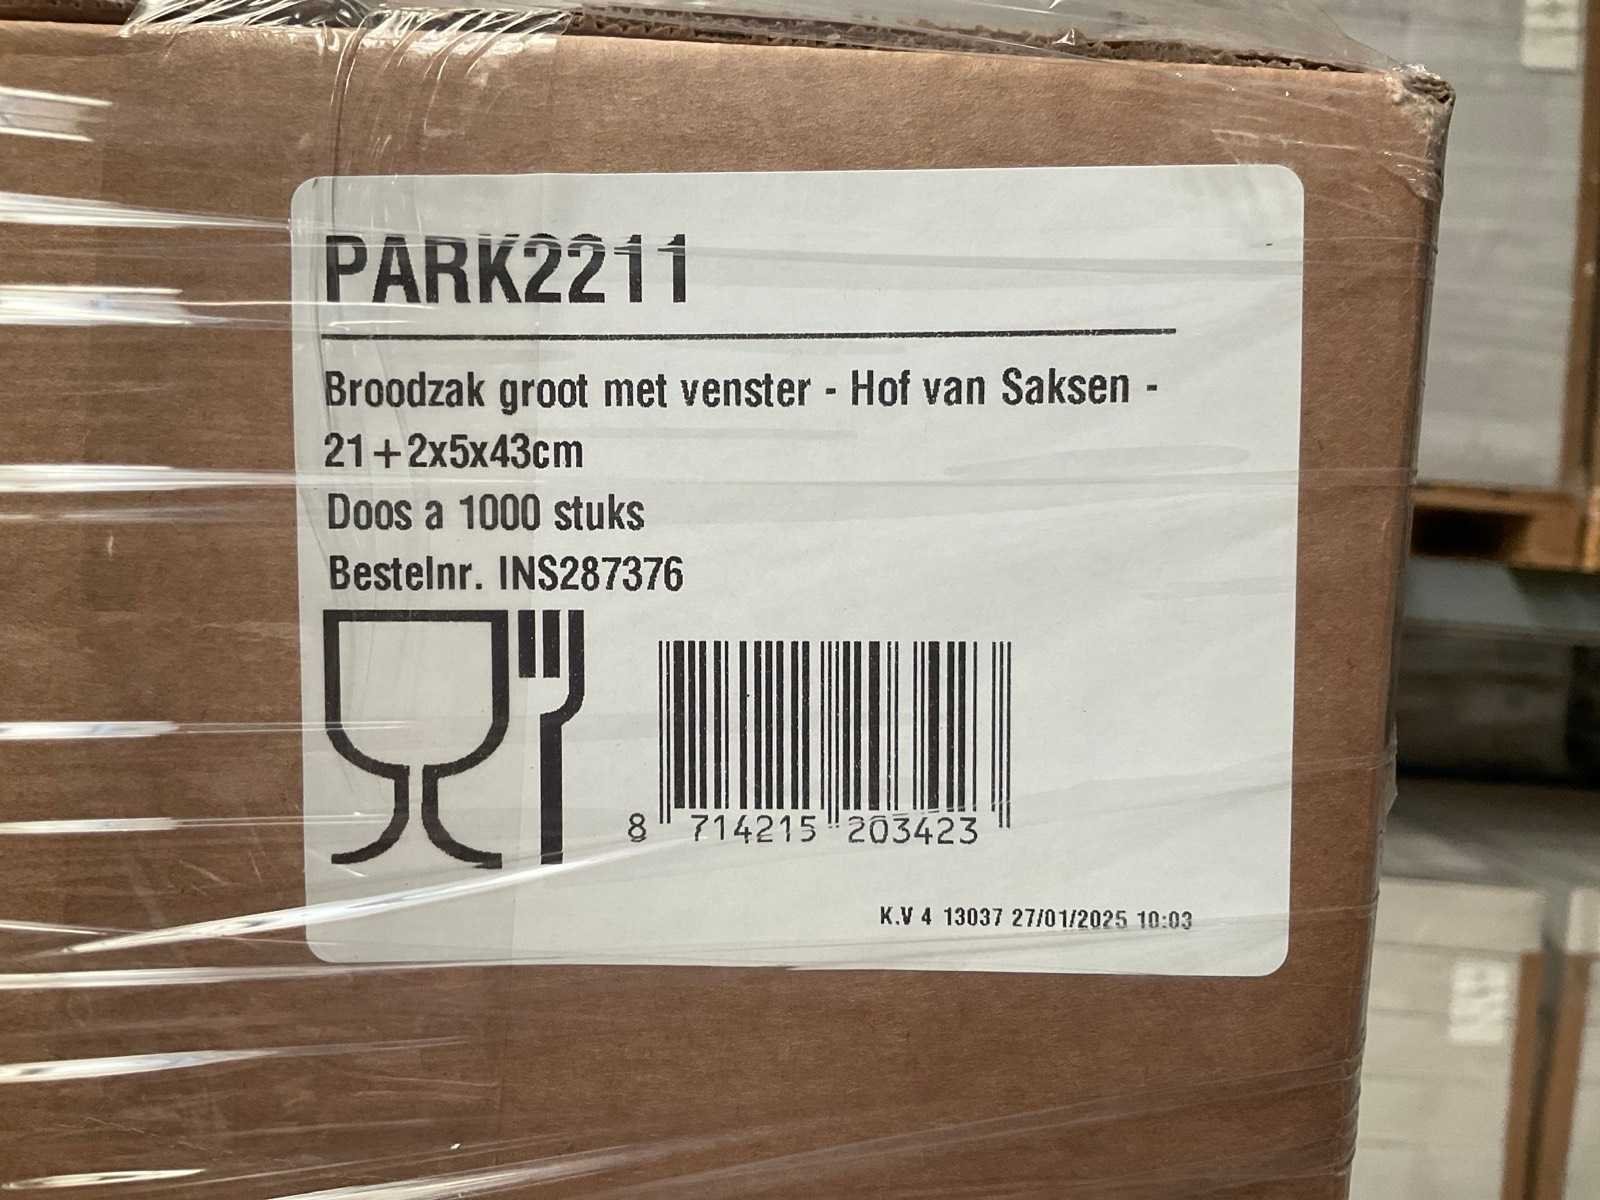 PARK2211
Broodzak groot met venster - Hof van Saksen -
21+2x5x43cm
Doos a 1000 stuks
Bestelnr. INS287376
8 714215 203423
K.V 4 13037 27/01/2025 10:03